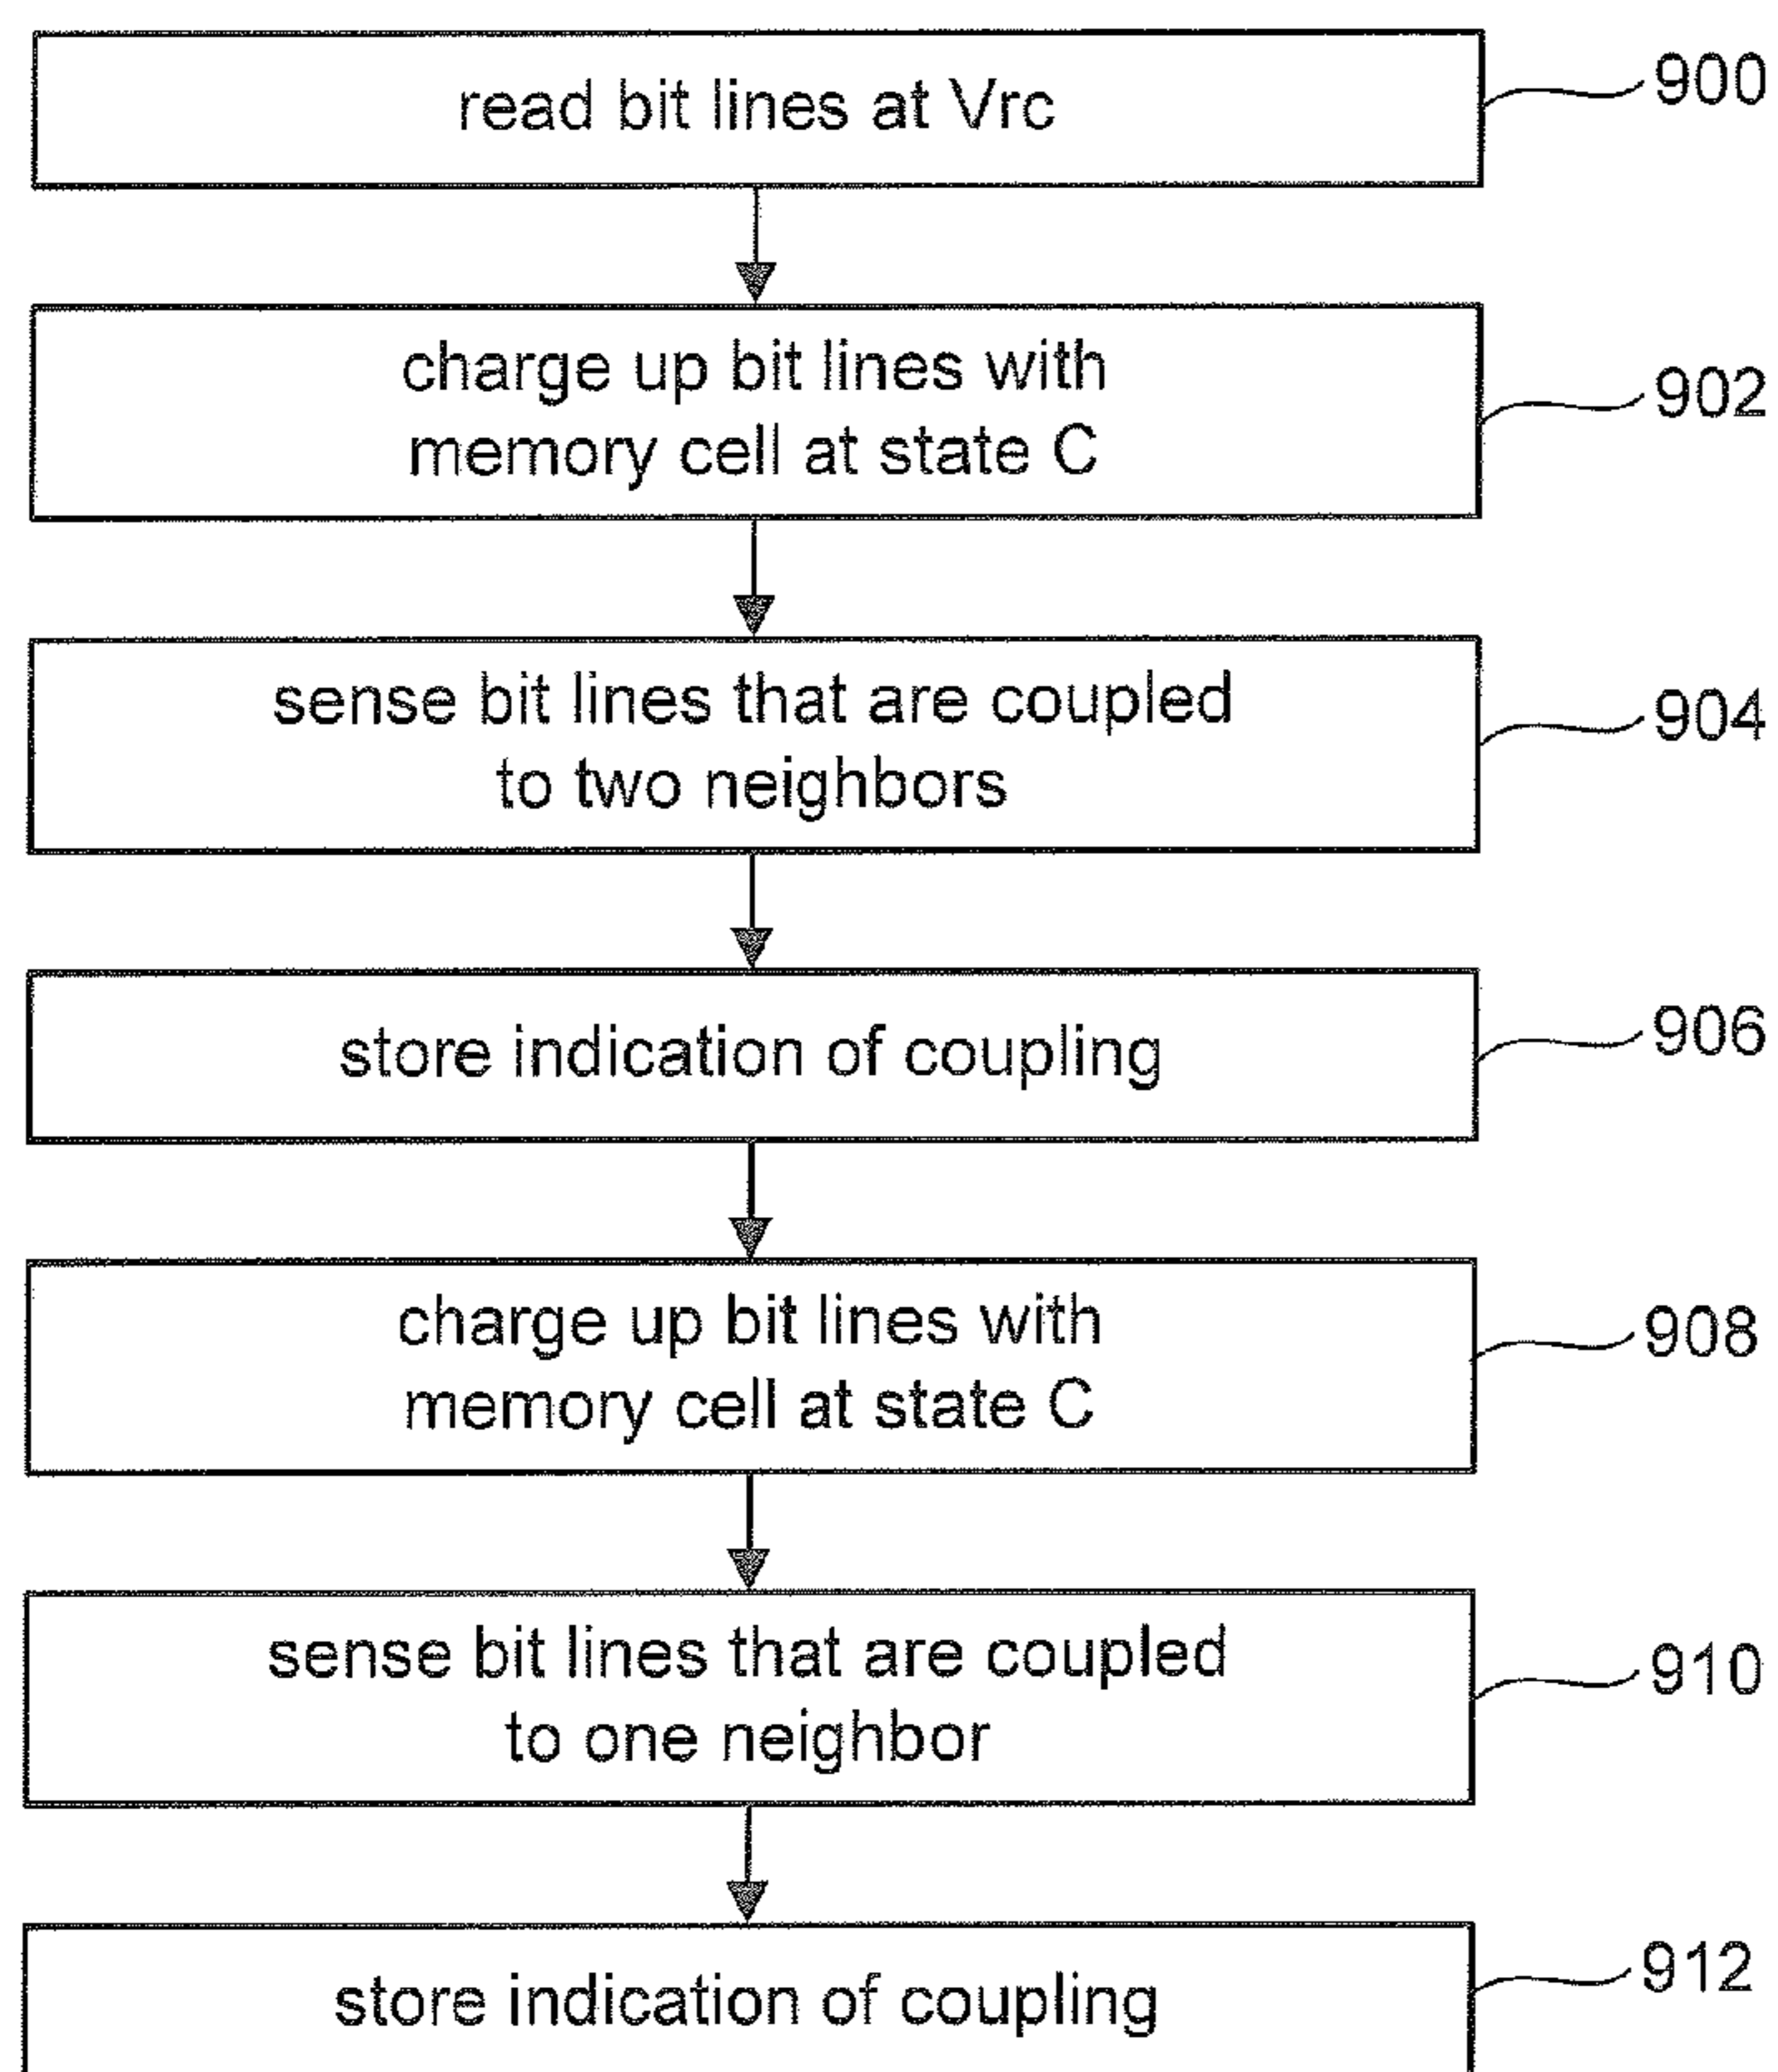 read bit lines at Vrc
900
charge up bit lines with
memory cell at state C
902
sense bit lines that are coupled
to two neighbors
904
store indication of coupling
906
charge up bit lines with
memory cell at state C
908
sense bit lines that are coupled
to one neighbor
910
store indication of coupling
912